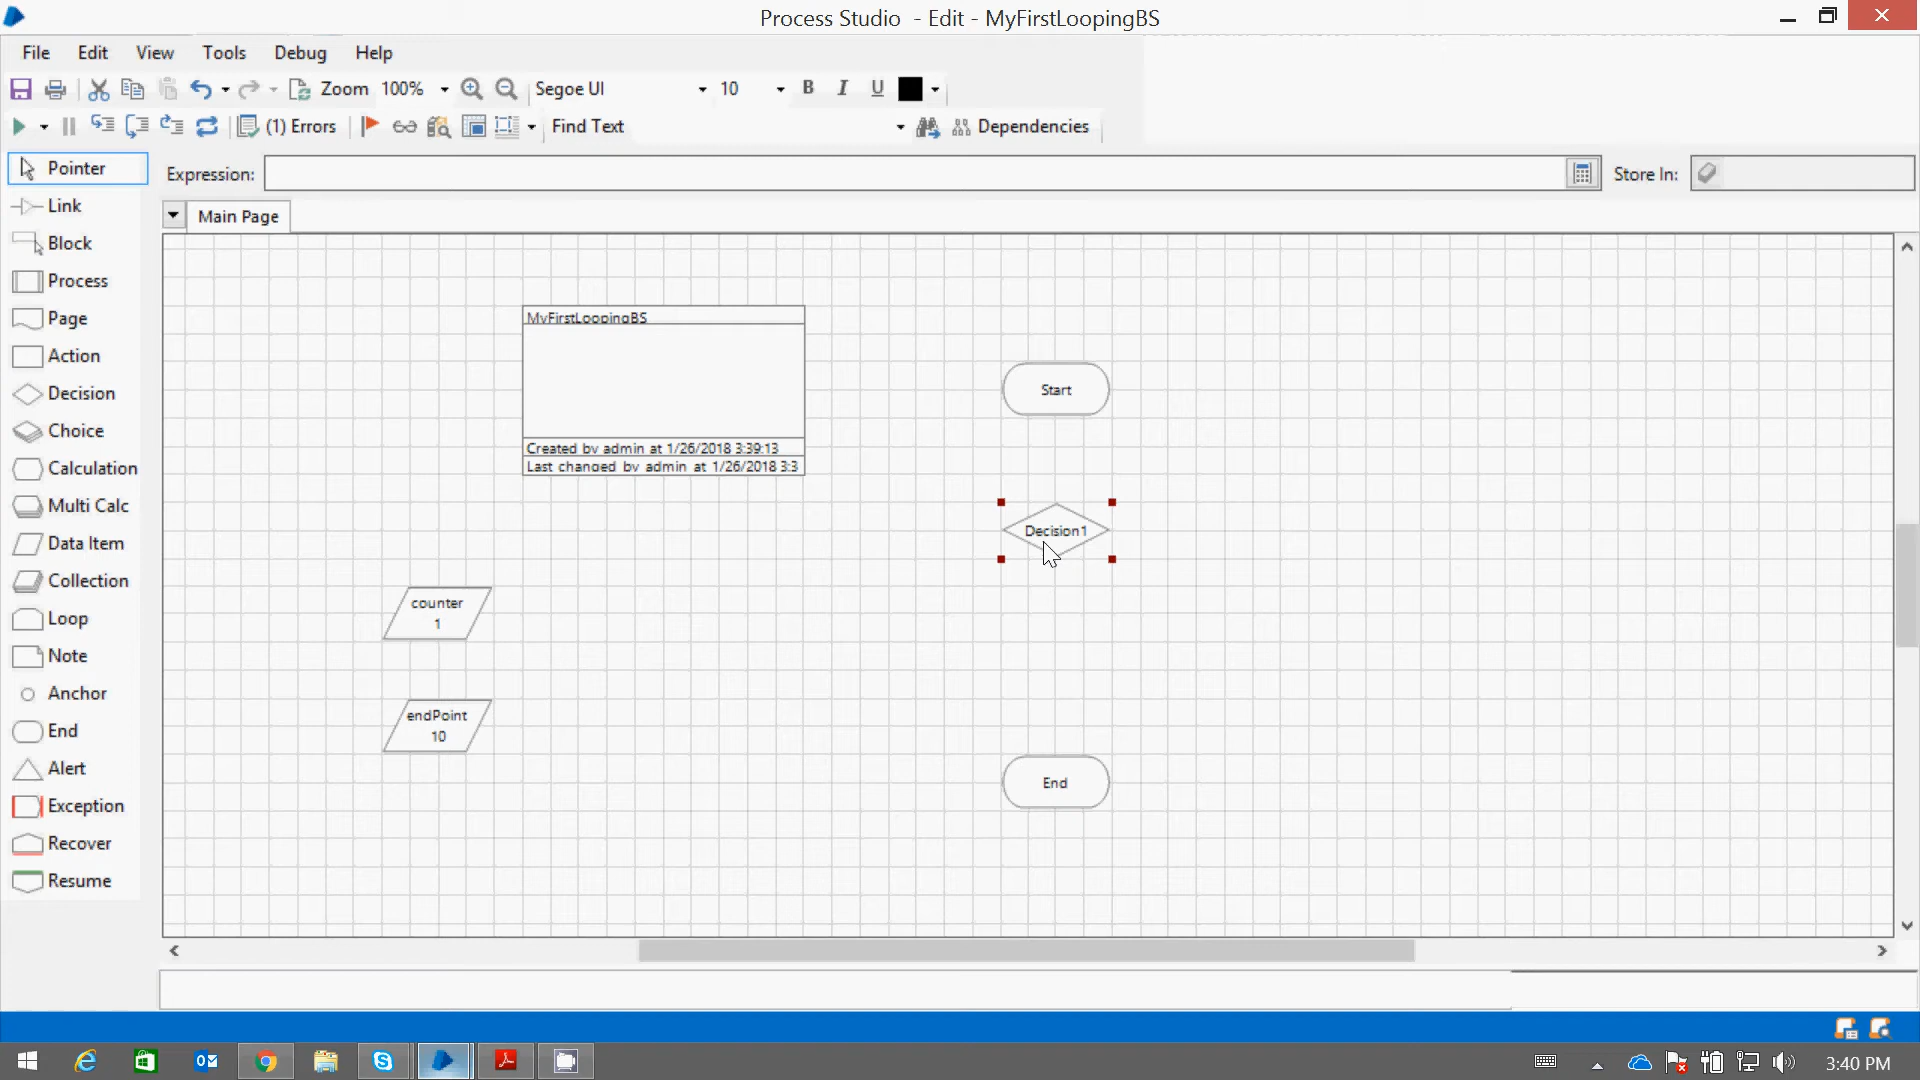 Process Studio - Edit - MyFirstLoopingBS
File Edit View Tools Debug Help
Zoom 100% Segoe UI 10 B I U
(1) Errors Find Text Dependencies
Pointer
Expression: Store In:
Link
Main Page
Block
Process
Page
Action
Decision
Choice
Calculation
Multi Calc
Data Item
Collection
Loop
Note
Anchor
End
Alert
Exception
Recover
Resume
MyFirstLoopingBS
Created by admin at 1/26/2018 3:39:13
Last changed by admin at 1/26/2018 3:3
Start
Decision1
counter
1
endPoint
10
End
3:40 PM